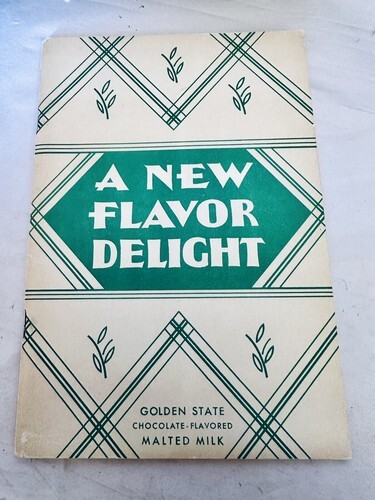 A NEW
FLAVOR
DELIGHT
GOLDEN STATE
CHOCOLATE-FLAVORED
MALTED MILK